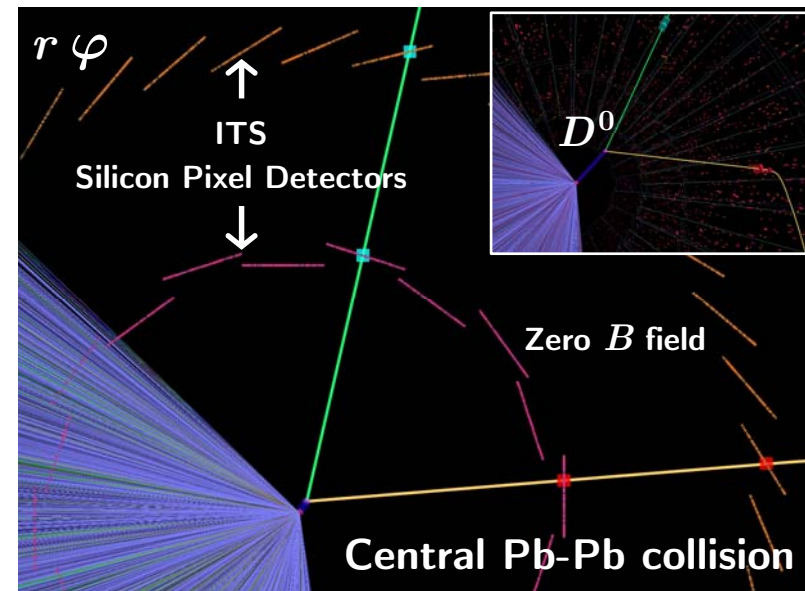 r φ
ITS
Silicon Pixel Detectors
D⁰
Zero B field
Central Pb-Pb collision